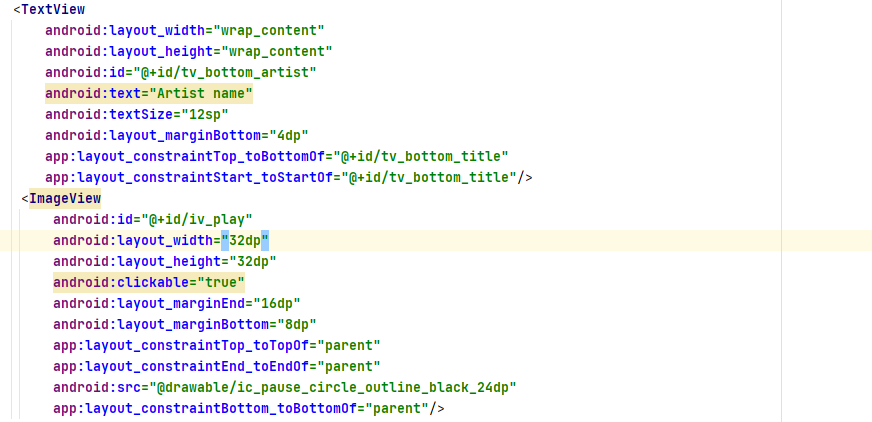 <TextView
android:layout_width="wrap_content"
android:layout_height="wrap_content"
android:id="@+id/tv_bottom_artist"
android:text="Artist name"
android:textSize="12sp"
android:layout_marginBottom="4dp"
app:layout_constraintTop_toBottomOf="@+id/tv_bottom_title"
app:layout_constraintStart_toStartOf="@+id/tv_bottom_title"/>
<ImageView
android:id="@+id/iv_play"
android:layout_width="32dp"
android:layout_height="32dp"
android:clickable="true"
android:layout_marginEnd="16dp"
android:layout_marginBottom="8dp"
app:layout_constraintTop_toTopOf="parent"
app:layout_constraintEnd_toEndOf="parent"
android:src="@drawable/ic_pause_circle_outline_black_24dp"
app:layout_constraintBottom_toBottomOf="parent"/>